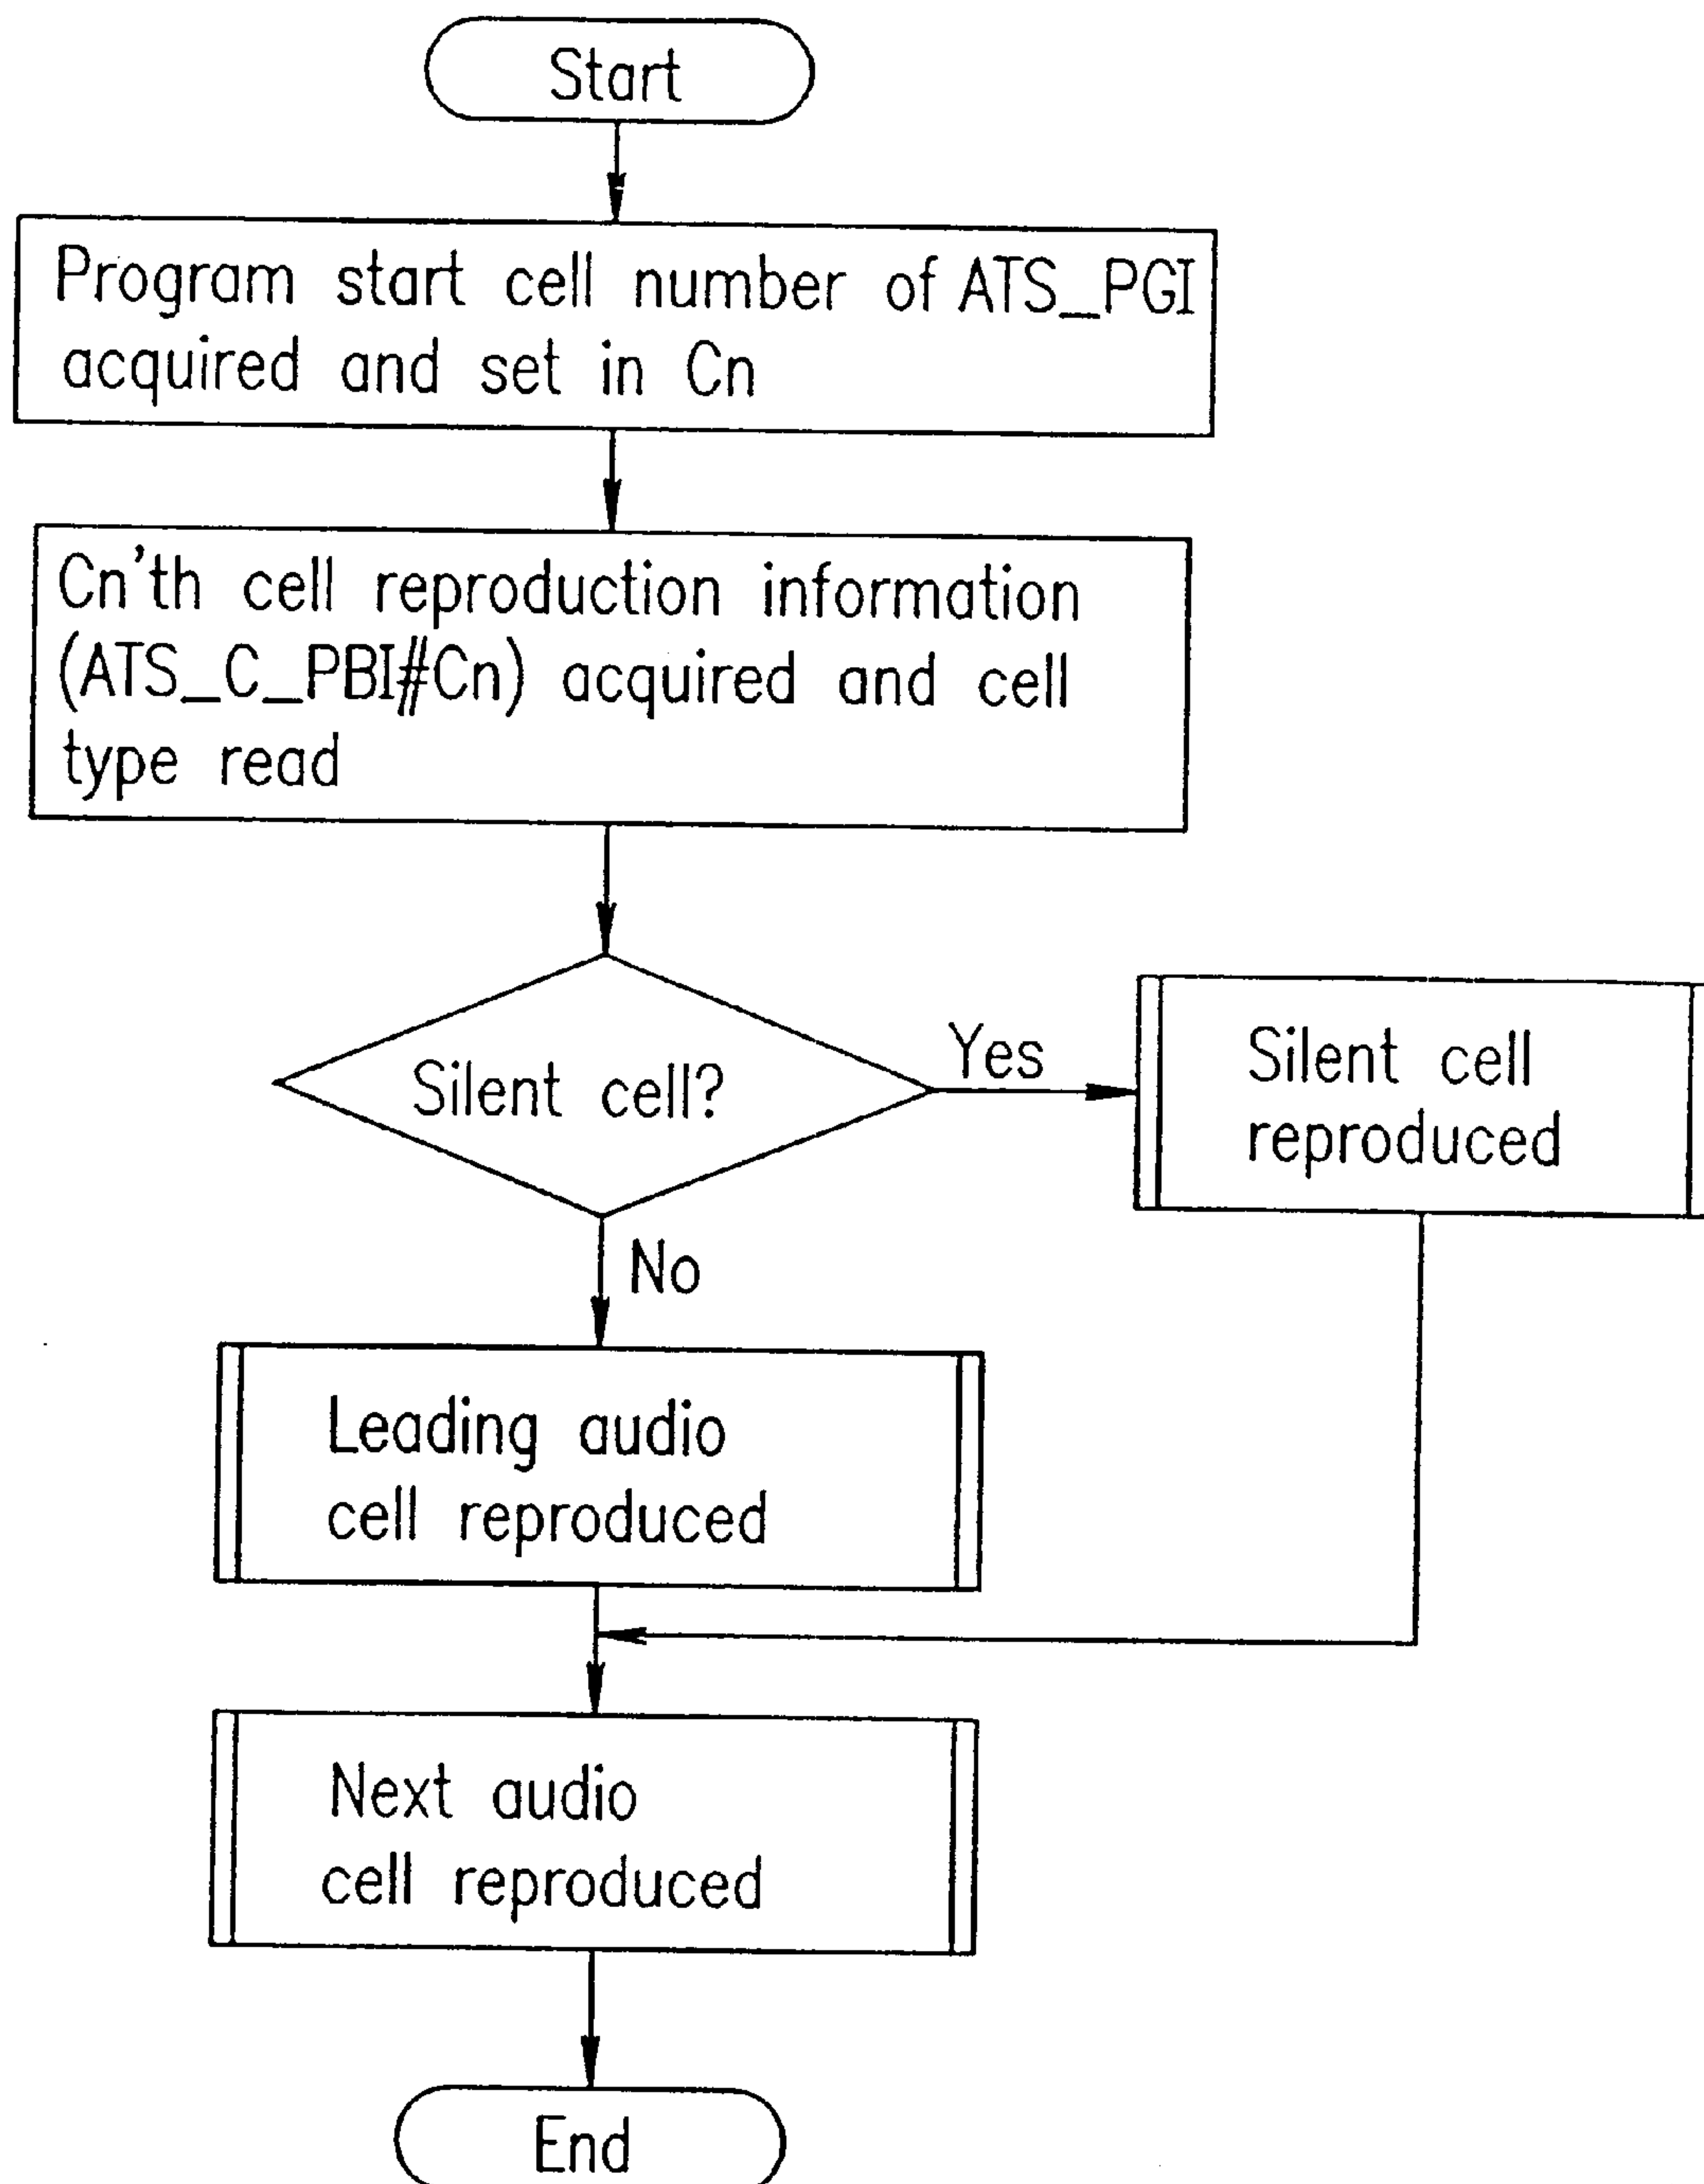 Start
Program start cell number of ATS_PGI
acquired and set in Cn
Cn'th cell reproduction information
(ATS_C_PBI#Cn) acquired and cell
type read
Silent cell?
Yes
Silent cell
reproduced
No
Leading audio
cell reproduced
Next audio
cell reproduced
End